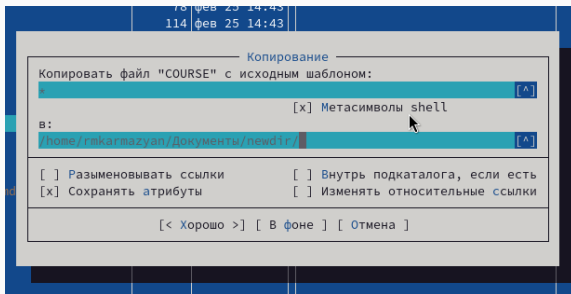 78 фев 25 14:43
114 фев 25 14:43
Копирование
Копировать файл "COURSE" с исходным шаблоном:
* [^]
[x] Метасимволы shell
в:
/home/rmkarmazyan/Документы/newdir/ [^]
[ ] Разыменовывать ссылки [ ] Внутрь подкаталога, если есть
[x] Сохранять атрибуты [ ] Изменять относительные ссылки
[< Хорошо >] [ В фоне ] [ Отмена ]